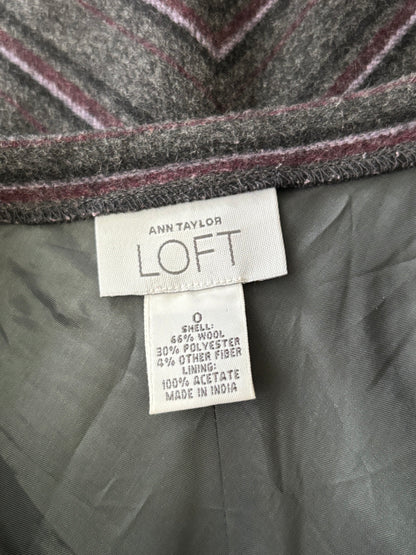 ANN TAYLOR
LOFT
0
SHELL:
66% WOOL
30% POLYESTER
4% OTHER FIBER
LINING:
100% ACETATE
MADE IN INDIA